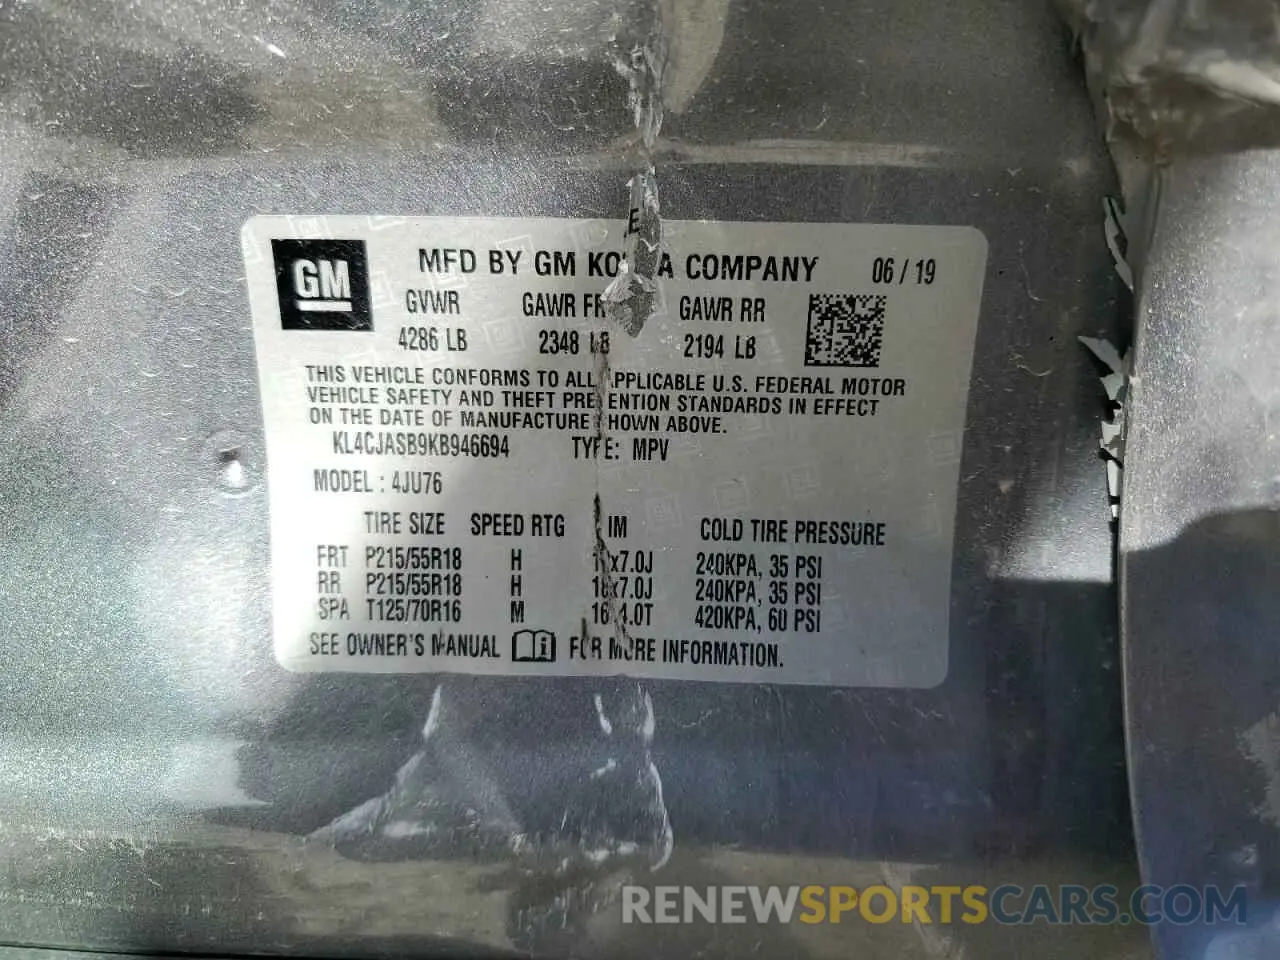 E
GM
MFD BY GM KO A COMPANY 06 / 19
GVWR GAWR FR GAWR RR
4286 LB 2348 LB 2194 LB
THIS VEHICLE CONFORMS TO ALL APPLICABLE U.S. FEDERAL MOTOR
VEHICLE SAFETY AND THEFT PREVENTION STANDARDS IN EFFECT
ON THE DATE OF MANUFACTURE SHOWN ABOVE.
KL4CJASB9KB946694 TYPE: MPV
MODEL : 4JU76
TIRE SIZE SPEED RTG IM COLD TIRE PRESSURE
FRT P215/55R18 H 18x7.0J 240KPA, 35 PSI
RR P215/55R18 H 18x7.0J 240KPA, 35 PSI
SPA T125/70R16 M 16x4.0T 420KPA, 60 PSI
SEE OWNER'S MANUAL FOR MORE INFORMATION.
RENEWSPORTSCARS.COM